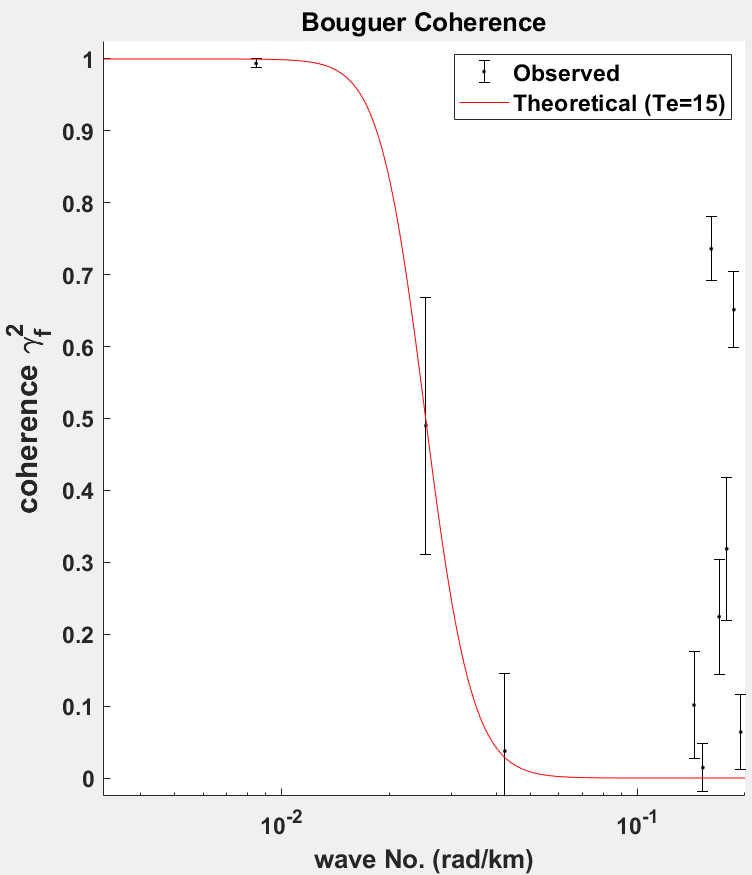 Bouguer Coherence
Observed
Theoretical (Te=15)
1
0.9
0.8
0.7
0.6
0.5
0.4
0.3
0.2
0.1
0
coherence γ_f^2
10^-2
10^-1
wave No. (rad/km)